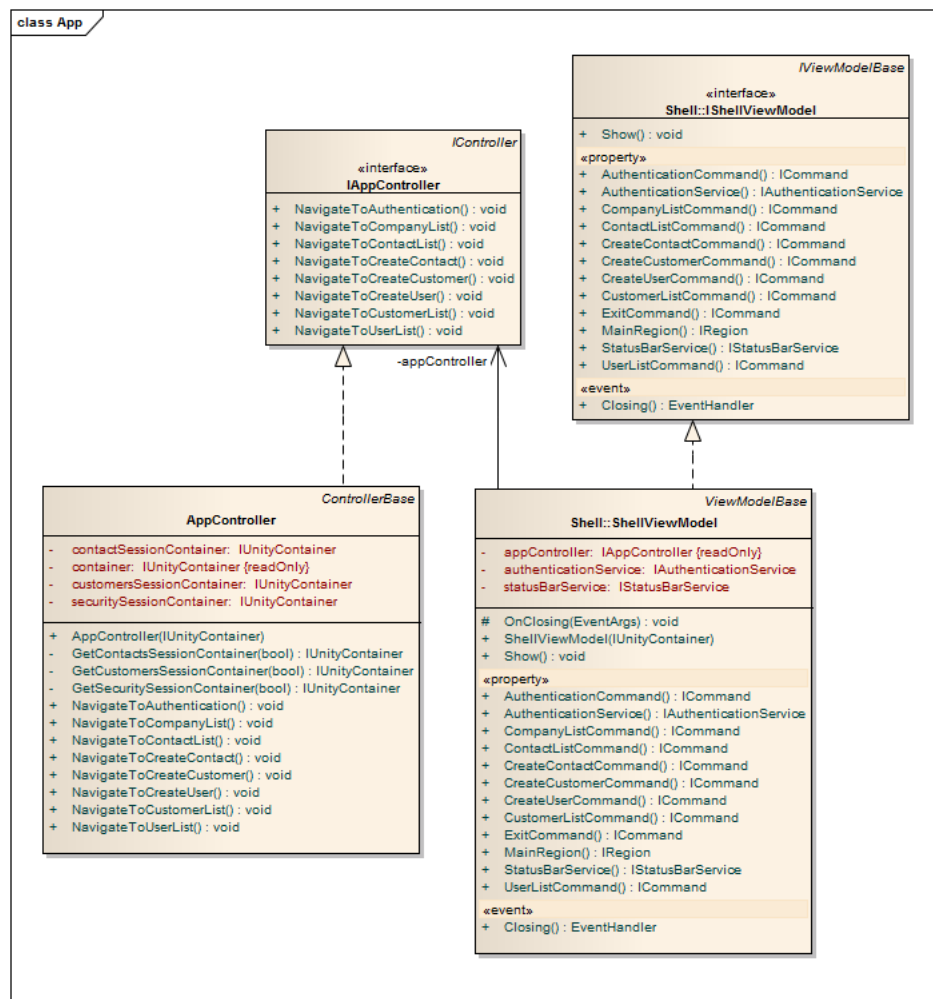 class App
IViewModelBase
«interface»
Shell::IShellViewModel
+ Show() : void
«property»
+ AuthenticationCommand() : ICommand
+ AuthenticationService() : IAuthenticationService
+ CompanyListCommand() : ICommand
+ ContactListCommand() : ICommand
+ CreateContactCommand() : ICommand
+ CreateCustomerCommand() : ICommand
+ CreateUserCommand() : ICommand
+ CustomerListCommand() : ICommand
+ ExitCommand() : ICommand
+ MainRegion() : IRegion
+ StatusBarService() : IStatusBarService
+ UserListCommand() : ICommand
«event»
+ Closing() : EventHandler
IController
«interface»
IAppController
+ NavigateToAuthentication() : void
+ NavigateToCompanyList() : void
+ NavigateToContactList() : void
+ NavigateToCreateContact() : void
+ NavigateToCreateCustomer() : void
+ NavigateToCreateUser() : void
+ NavigateToCustomerList() : void
+ NavigateToUserList() : void
-appController
ControllerBase
AppController
- contactSessionContainer: IUnityContainer
- container: IUnityContainer {readOnly}
- customersSessionContainer: IUnityContainer
- securitySessionContainer: IUnityContainer
+ AppController(IUnityContainer)
- GetContactsSessionContainer(bool) : IUnityContainer
- GetCustomersSessionContainer(bool) : IUnityContainer
- GetSecuritySessionContainer(bool) : IUnityContainer
+ NavigateToAuthentication() : void
+ NavigateToCompanyList() : void
+ NavigateToContactList() : void
+ NavigateToCreateContact() : void
+ NavigateToCreateCustomer() : void
+ NavigateToCreateUser() : void
+ NavigateToCustomerList() : void
+ NavigateToUserList() : void
ViewModelBase
Shell::ShellViewModel
- appController: IAppController {readOnly}
- authenticationService: IAuthenticationService
- statusBarService: IStatusBarService
# OnClosing(EventArgs) : void
+ ShellViewModel(IUnityContainer)
+ Show() : void
«property»
+ AuthenticationCommand() : ICommand
+ AuthenticationService() : IAuthenticationService
+ CompanyListCommand() : ICommand
+ ContactListCommand() : ICommand
+ CreateContactCommand() : ICommand
+ CreateCustomerCommand() : ICommand
+ CreateUserCommand() : ICommand
+ CustomerListCommand() : ICommand
+ ExitCommand() : ICommand
+ MainRegion() : IRegion
+ StatusBarService() : IStatusBarService
+ UserListCommand() : ICommand
«event»
+ Closing() : EventHandler